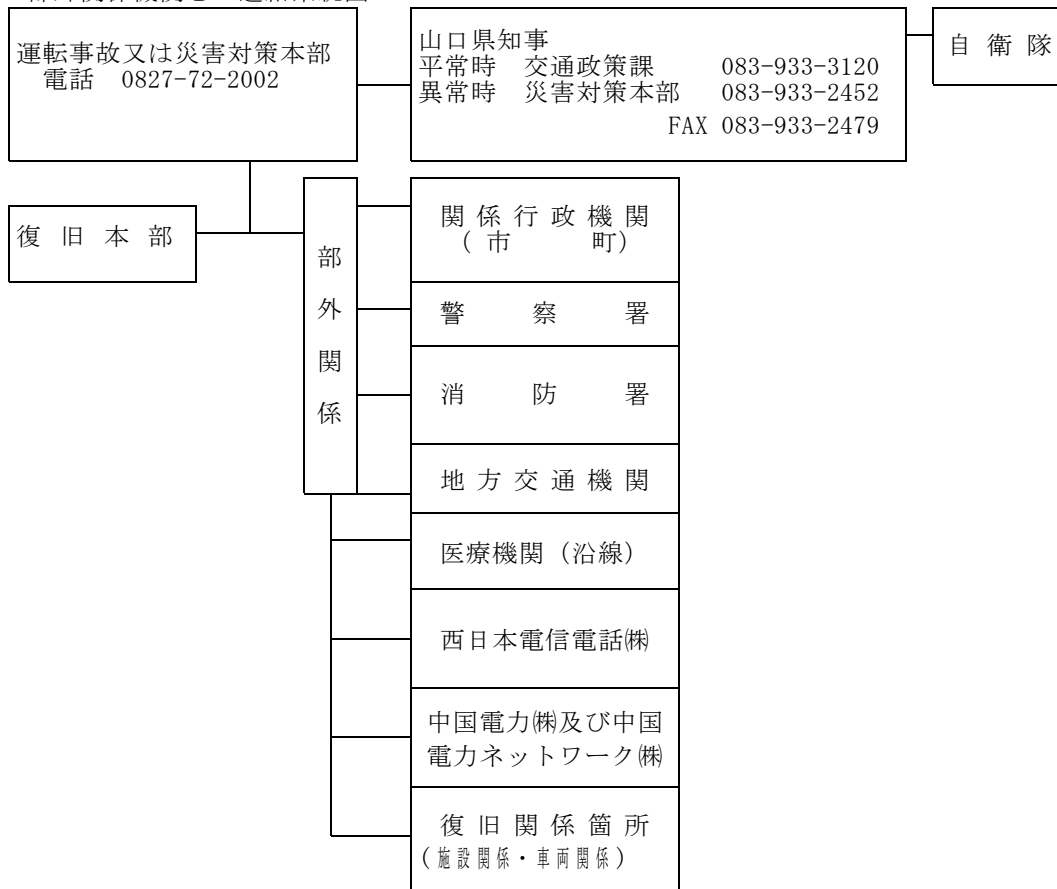 運転事故又は災害対策本部
電話 0827-72-2002
山口県知事
平常時 交通政策課 083-933-3120
異常時 災害対策本部 083-933-2452
FAX 083-933-2479
自衛隊
復旧本部
部外関係
関係行政機関
(市 町)
警察署
消防署
地方交通機関
医療機関(沿線)
西日本電信電話㈱
中国電力㈱及び中国
電力ネットワーク㈱
復旧関係箇所
(施設関係・車両関係)